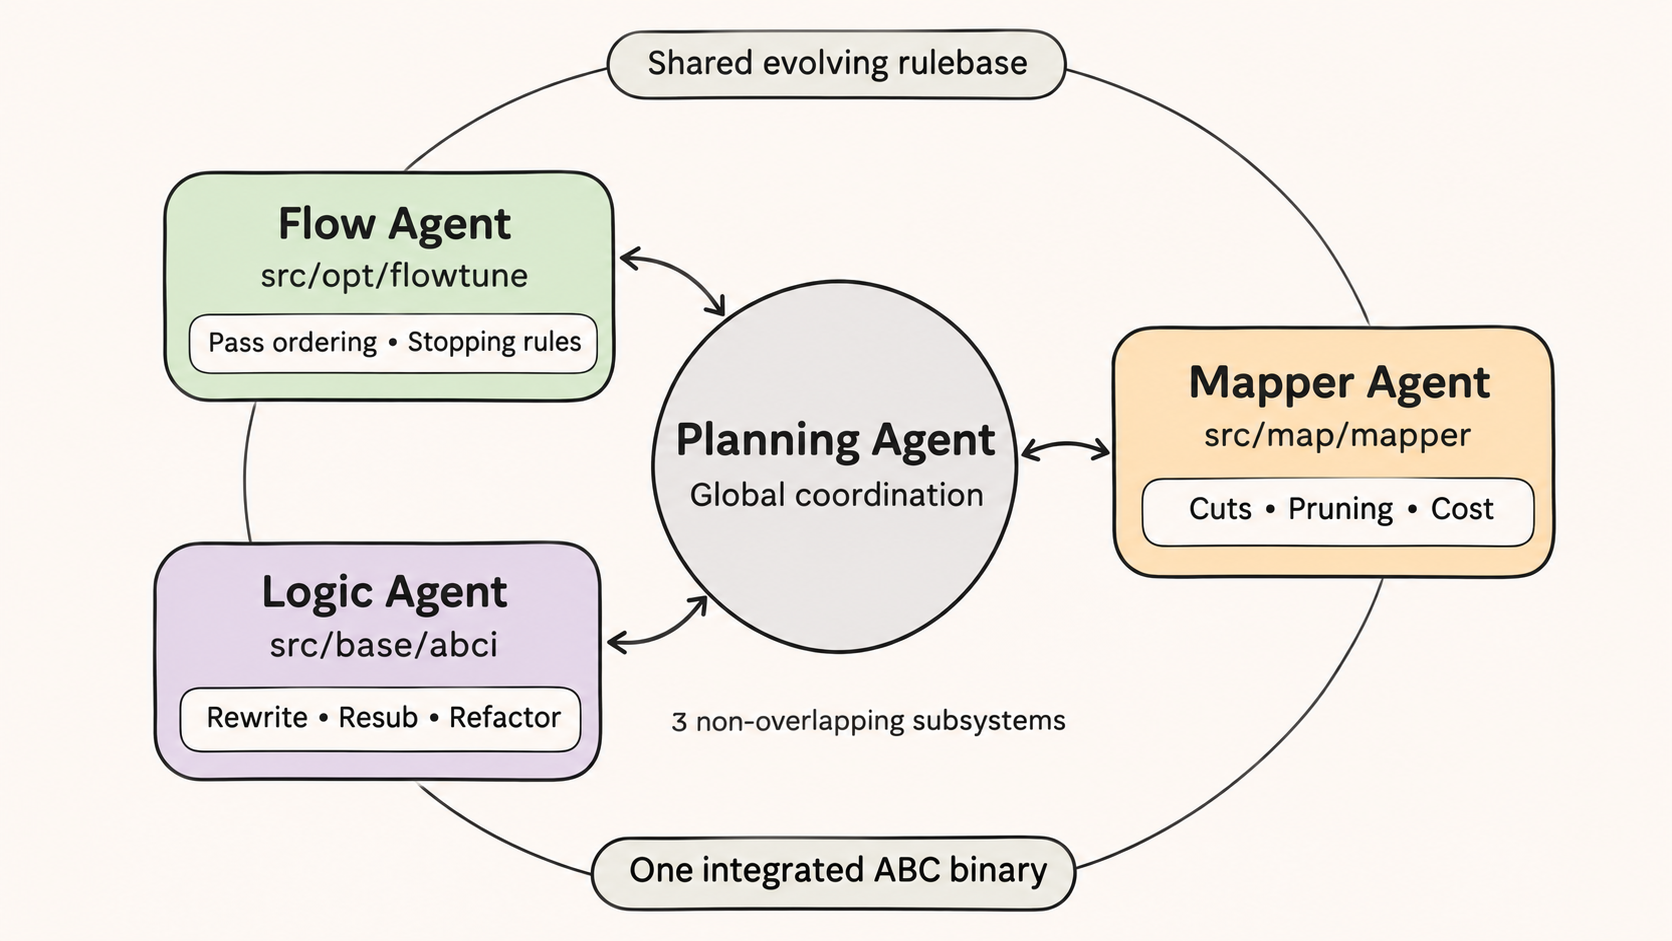 Shared evolving rulebase
Flow Agent
src/opt/flowtune
Pass ordering • Stopping rules
Planning Agent
Global coordination
Mapper Agent
src/map/mapper
Cuts • Pruning • Cost
Logic Agent
src/base/abci
Rewrite • Resub • Refactor
3 non-overlapping subsystems
One integrated ABC binary